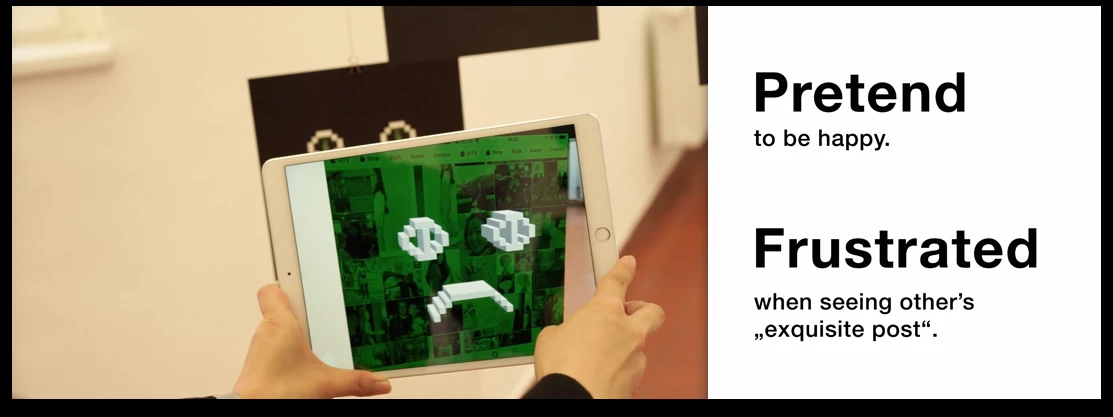 Pretend
to be happy.
Frustrated
when seeing other’s
„exquisite post“.